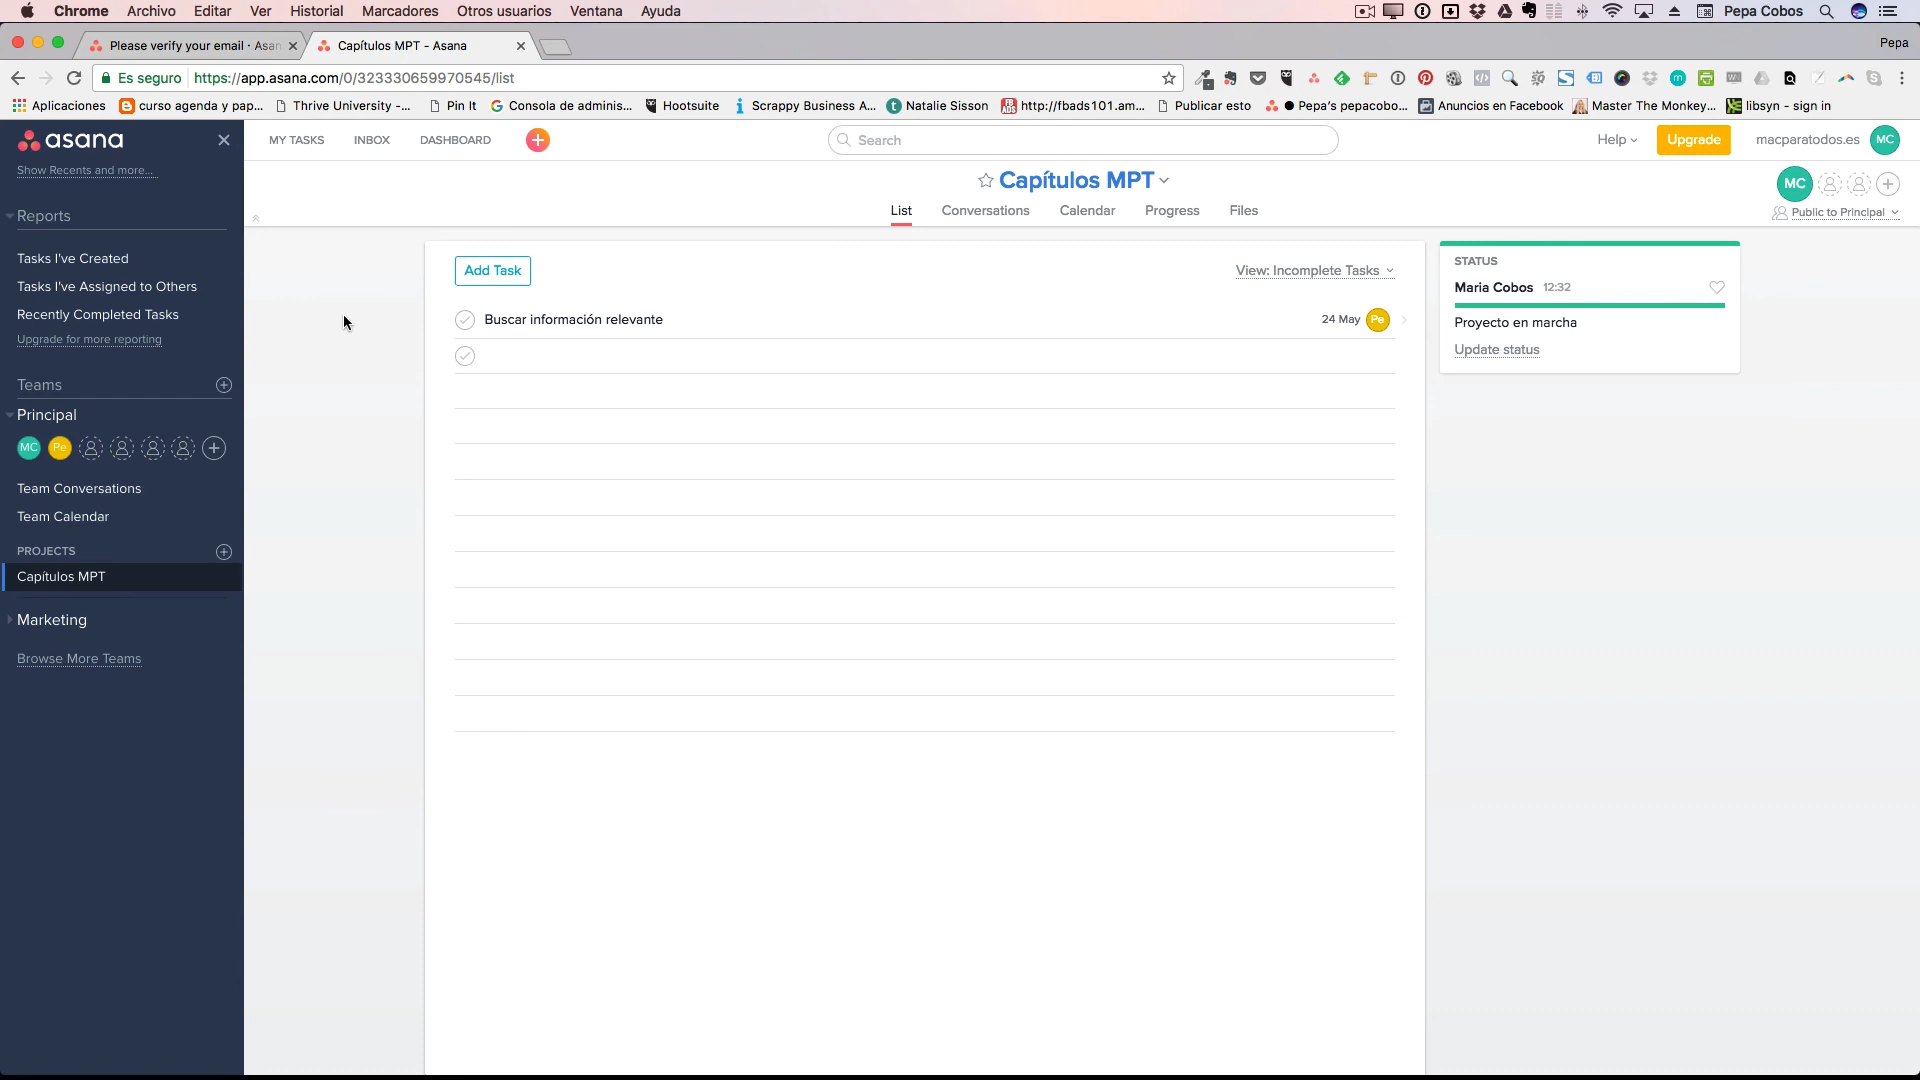 Chrome Archivo Editar Ver Historial Marcadores Otros usuarios Ventana Ayuda Pepa Cobos
Please verify your email · Asan Capítulos MPT - Asana Pepa
Es seguro https://app.asana.com/0/323330659970545/list
Aplicaciones curso agenda y pap... Thrive University -... Pin It Consola de adminis... Hootsuite Scrappy Business A... Natalie Sisson http://fbads101.am... Publicar esto Pepa's pepacobo... Anuncios en Facebook Master The Monkey... libsyn - sign in
asana MY TASKS INBOX DASHBOARD Search Help Upgrade macparatodos.es MC
Show Recents and more...
Capítulos MPT MC
List Conversations Calendar Progress Files Public to Principal
Reports
Tasks I've Created
Tasks I've Assigned to Others
Recently Completed Tasks
Upgrade for more reporting
Teams
Principal
MC Pe
Team Conversations
Team Calendar
PROJECTS
Capítulos MPT
Marketing
Browse More Teams
Add Task View: Incomplete Tasks
Buscar información relevante 24 May Pe
STATUS
Maria Cobos 12:32
Proyecto en marcha
Update status